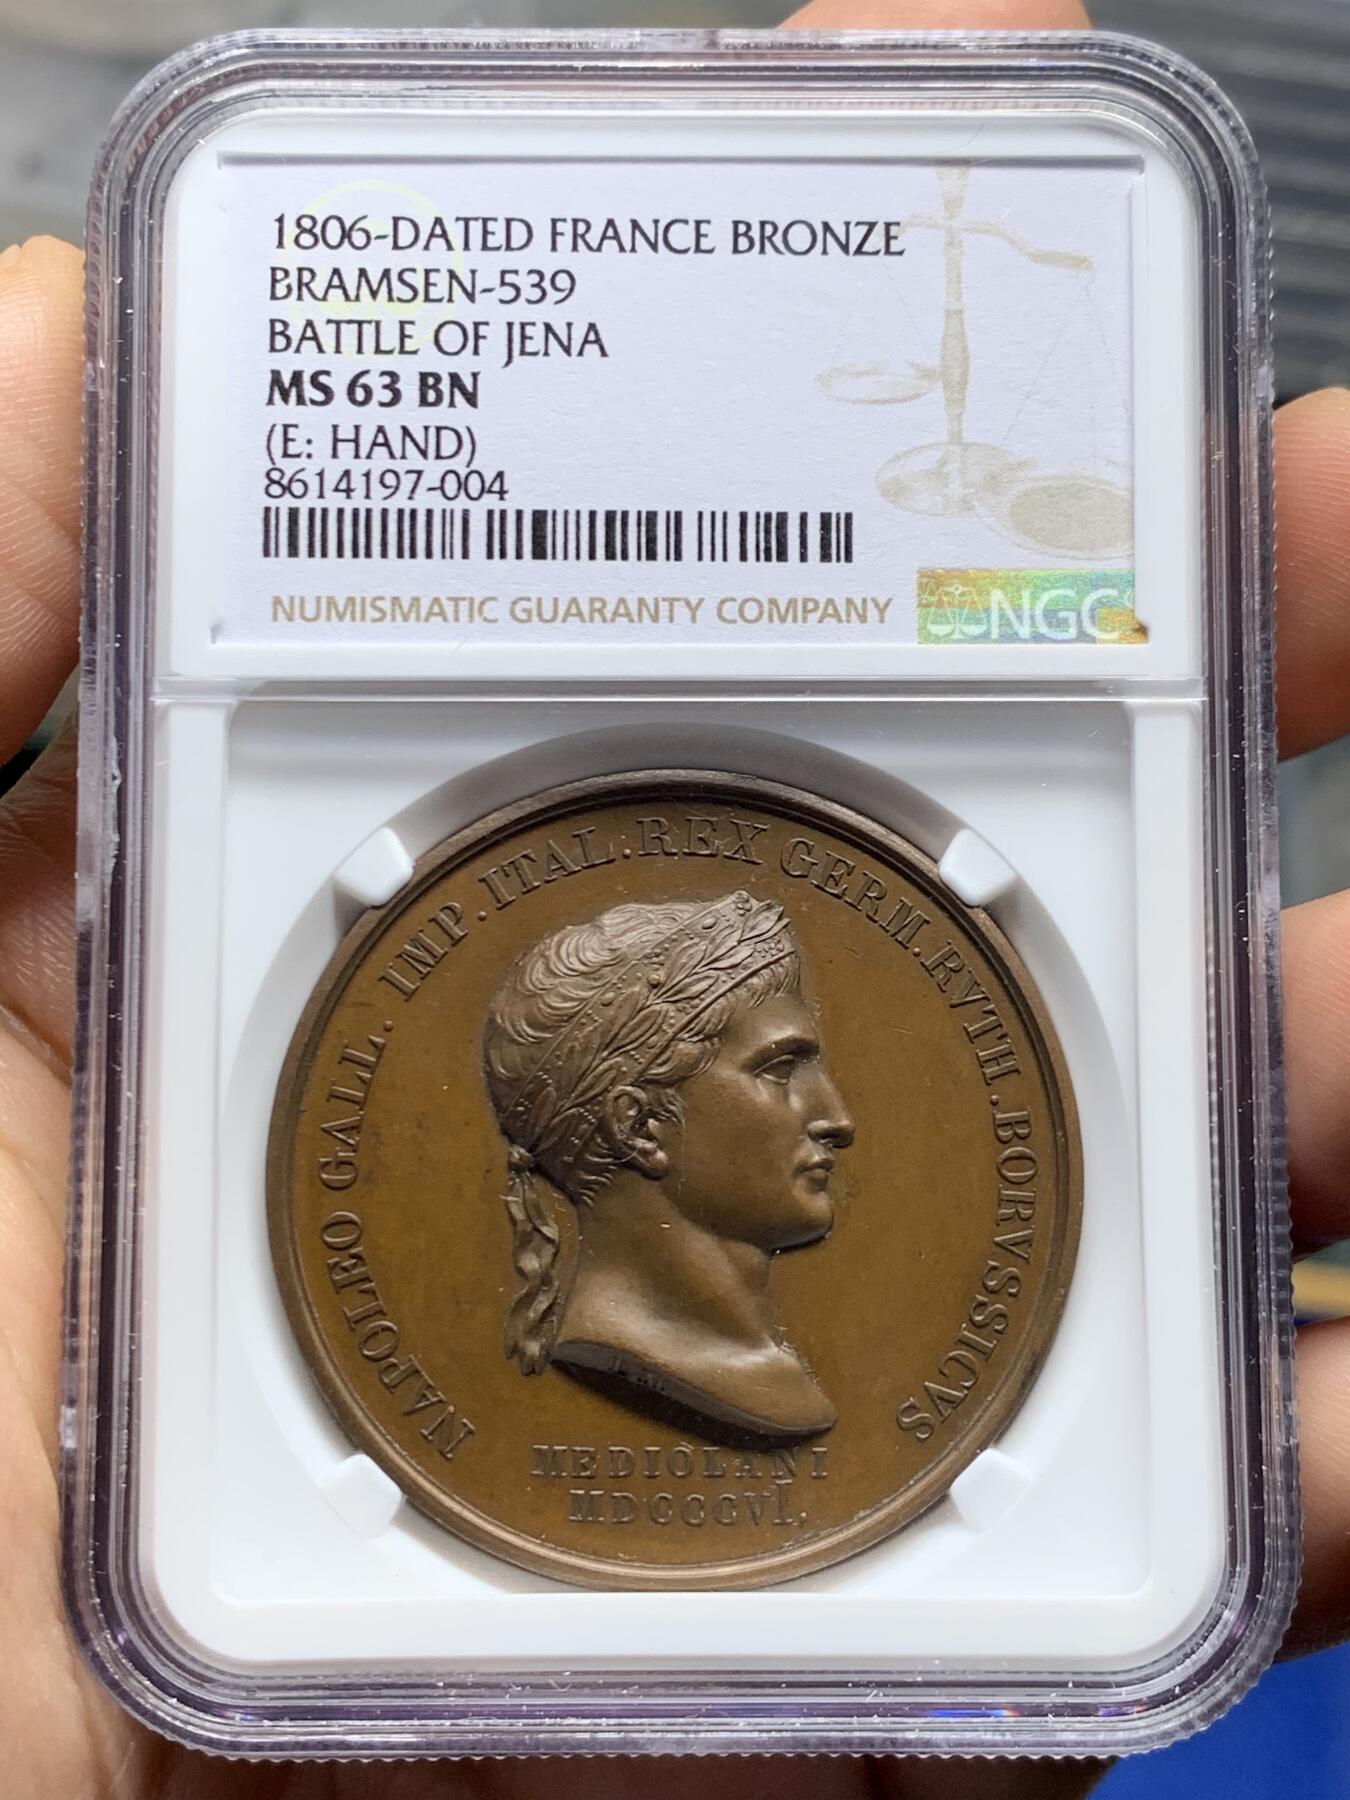 1806-DATED FRANCE BRONZE
BRAMSEN-539
BATTLE OF JENA
MS 63 BN
(E: HAND)
8614197-004
NUMISMATIC GUARANTY COMPANY
NGC
NAPOLEO GALL. IMP. ITAL. REX GERM. RVTH. BORVSSICVS
MEDIOLANI
MDCCCVI.